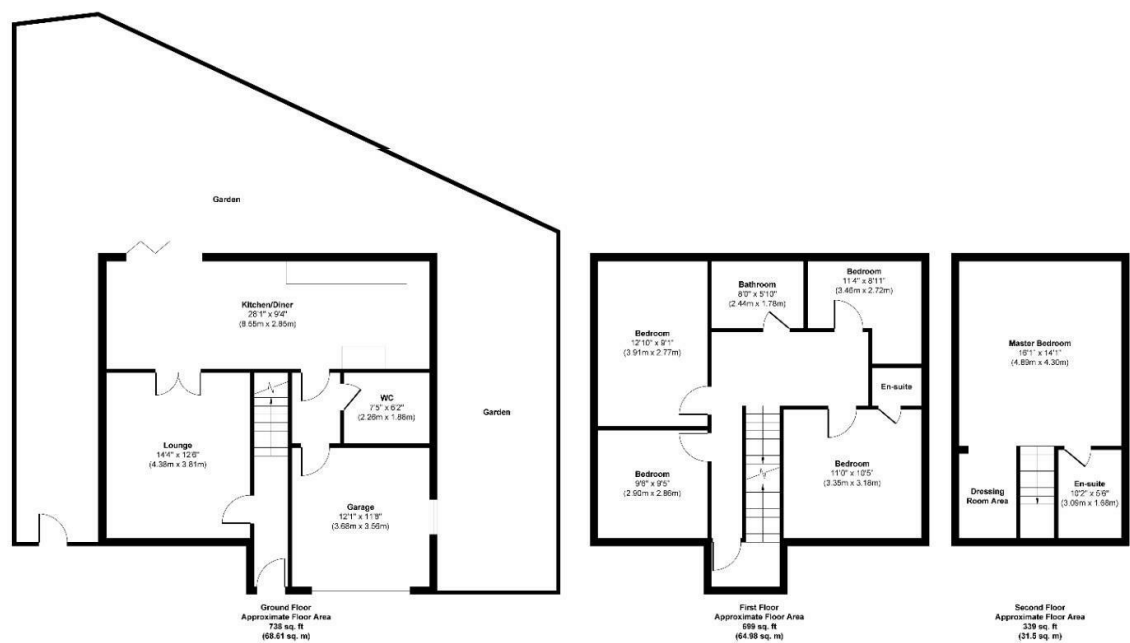 Garden
Kitchen/Diner
28'1" x 9'4"
(8.55m x 2.85m)
WC
7'5" x 6'2"
(2.26m x 1.88m)
Garden
Lounge
14'4" x 12'6"
(4.38m x 3.81m)
Garage
12'1" x 11'8"
(3.68m x 3.56m)
Ground Floor
Approximate Floor Area
738 sq. ft
(68.61 sq. m)
Bedroom
12'10" x 9'1"
(3.91m x 2.77m)
Bathroom
8'0" x 5'10"
(2.44m x 1.78m)
Bedroom
11'4" x 8'11"
(3.46m x 2.72m)
En-suite
Bedroom
9'6" x 9'5"
(2.90m x 2.86m)
Bedroom
11'0" x 10'5"
(3.35m x 3.18m)
First Floor
Approximate Floor Area
699 sq. ft
(64.98 sq. m)
Master Bedroom
16'1" x 14'1"
(4.89m x 4.30m)
Dressing
Room Area
En-suite
10'2" x 5'6"
(3.09m x 1.68m)
Second Floor
Approximate Floor Area
339 sq. ft
(31.5 sq. m)